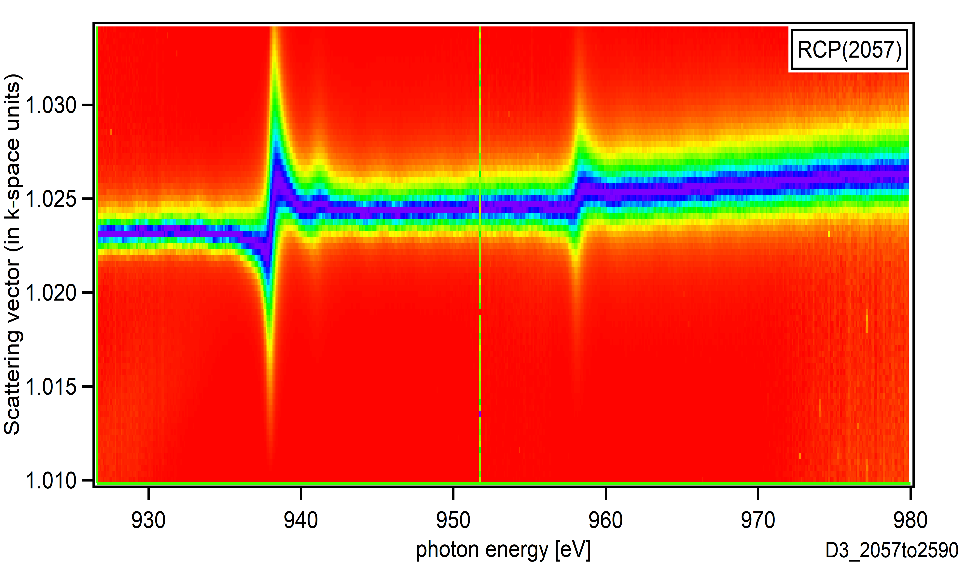 RCP(2057)
Scattering vector (in k-space units)
1.030
1.025
1.020
1.015
1.010
930 940 950 960 970 980
photon energy [eV]
D3_2057to2590